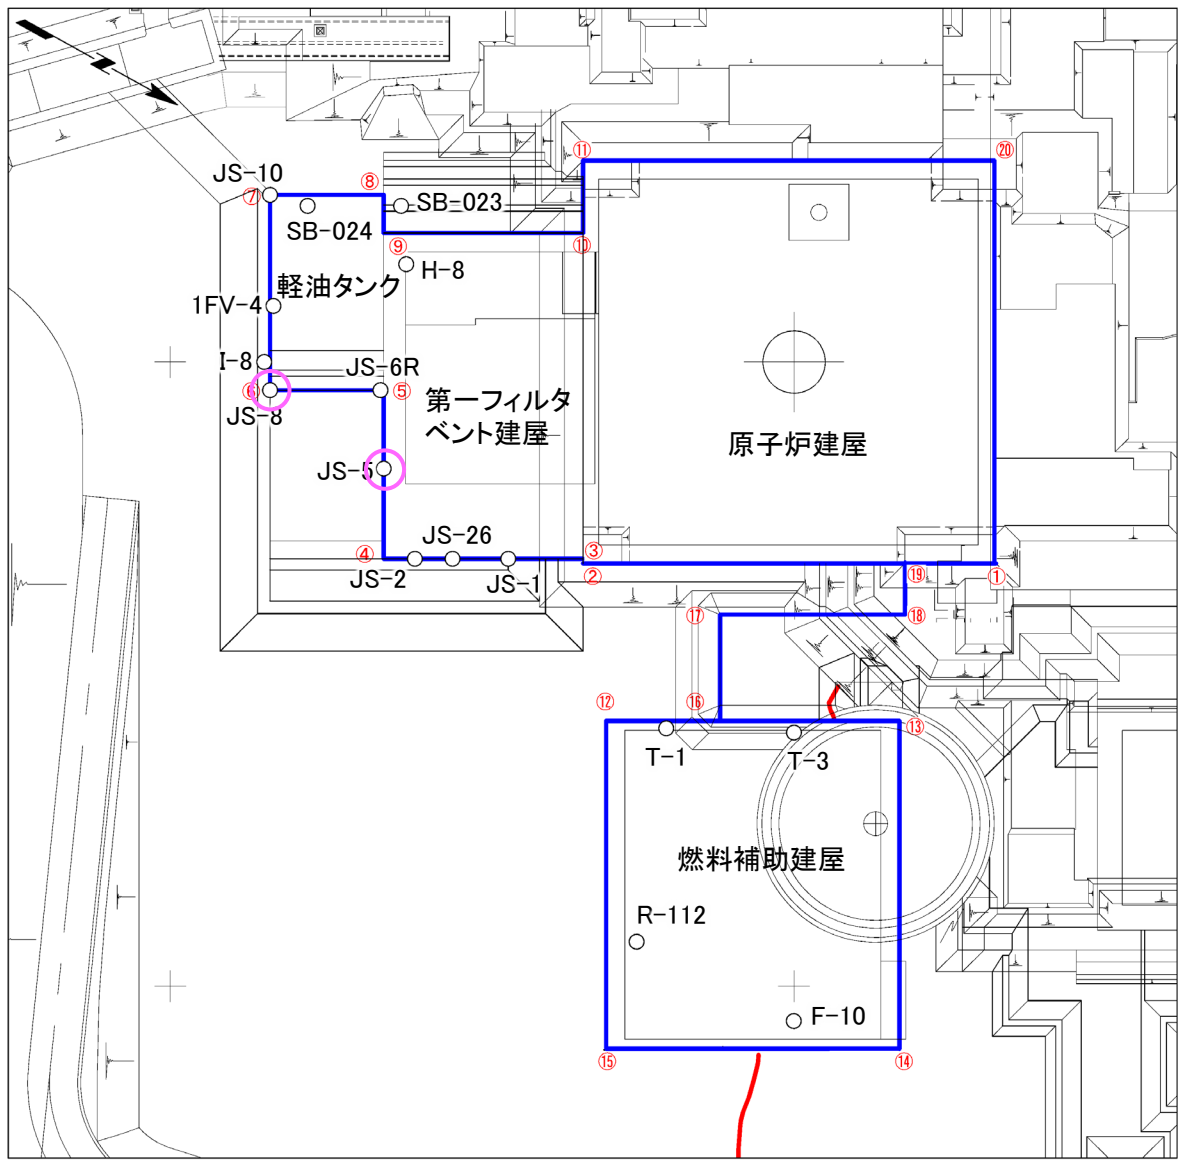 ⑪
⑳
JS-10
⑧
⑦
SB-023
SB-024
⑨
⑩
H-8
軽油タンク
1FV-4
I-8
JS-6R
⑥
⑤
JS-8
第一フィルタ
ベント建屋
原子炉建屋
JS-5
JS-26
④
③
JS-2
JS-1
②
⑲
①
⑰
⑱
⑫
⑯
⑬
T-1
T-3
燃料補助建屋
R-112
F-10
⑮
⑭